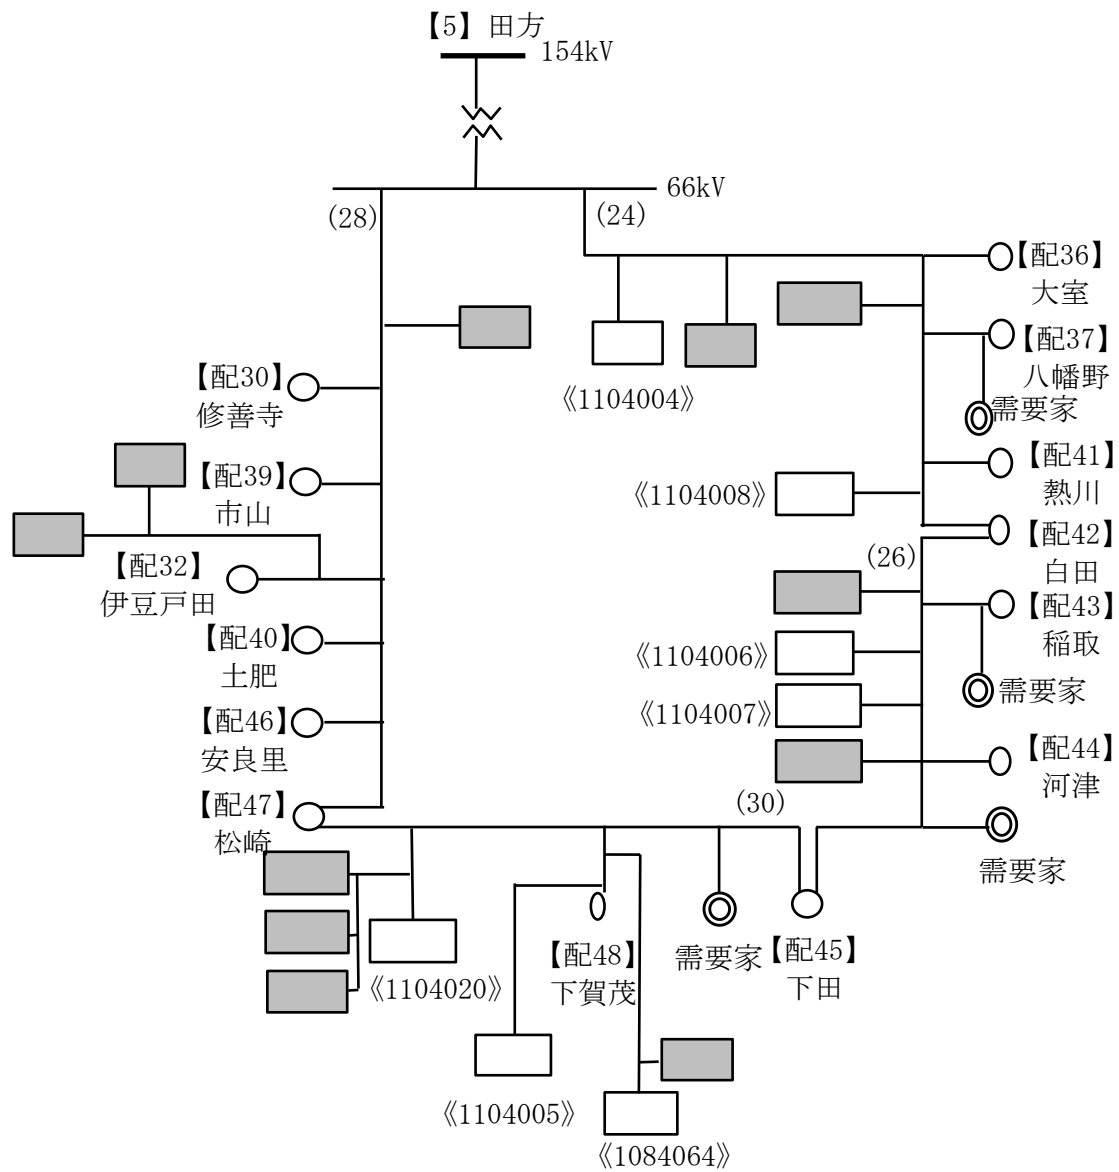 【5】田方
154kV
66kV
(28)
(24)
【配36】
大室
【配37】
八幡野
需要家
《1104004》
【配30】
修善寺
【配39】
市山
【配41】
熱川
《1104008》
【配42】
白田
(26)
【配32】
伊豆戸田
【配43】
稲取
【配40】
土肥
《1104006》
需要家
《1104007》
【配46】
安良里
【配44】
河津
【配47】
松崎
(30)
需要家
【配48】
下賀茂
需要家
【配45】
下田
《1104020》
《1104005》
《1084064》